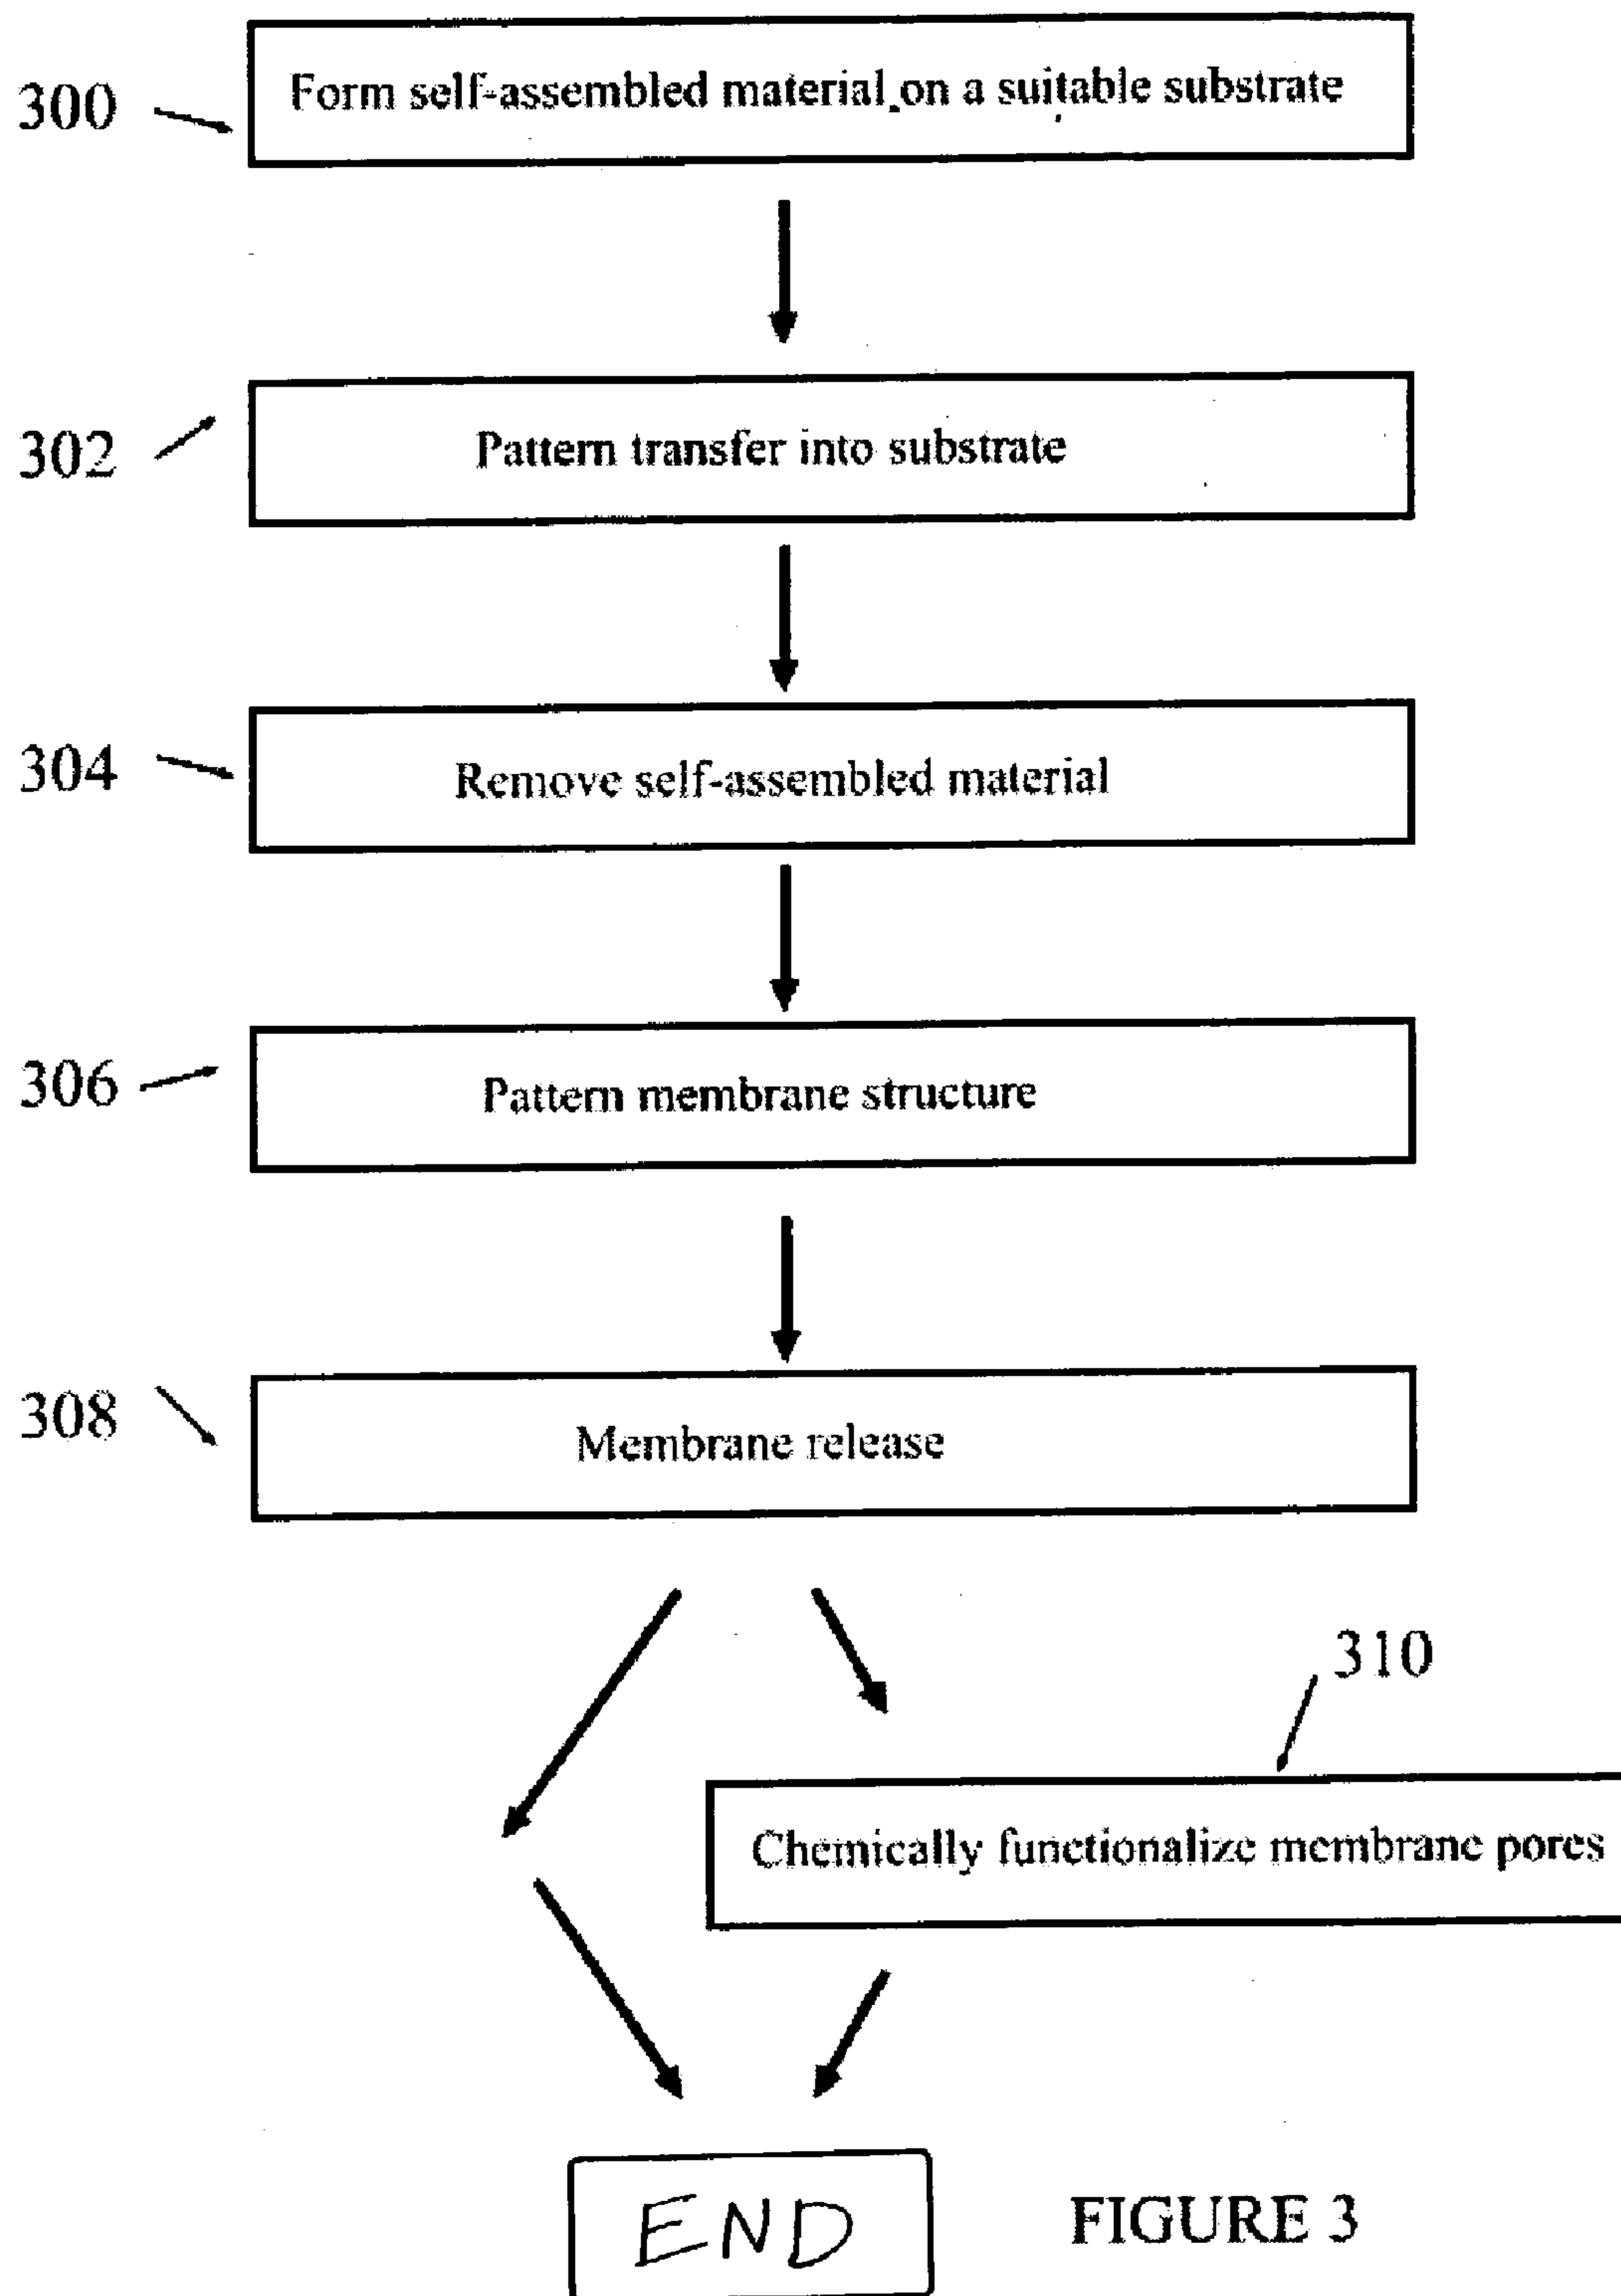 300
Form self-assembled material on a suitable substrate
302
Pattern transfer into substrate
304
Remove self-assembled material
306
Pattern membrane structure
308
Membrane release
310
Chemically functionalize membrane pores
END
FIGURE 3